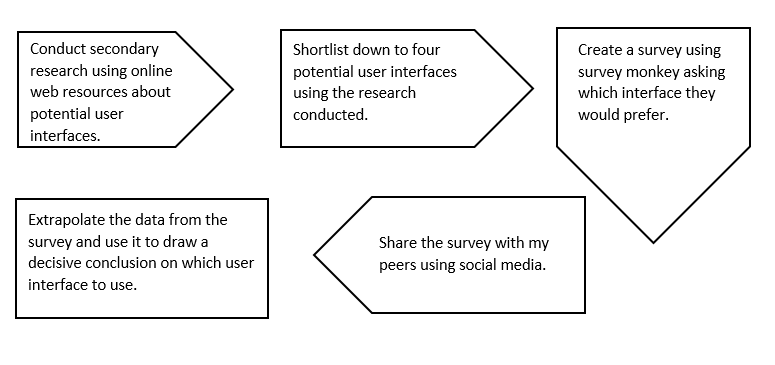 Conduct secondary
research using online
web resources about
potential user
interfaces.
Shortlist down to four
potential user interfaces
using the research
conducted.
Create a survey using
survey monkey asking
which interface they
would prefer.
Share the survey with my
peers using social media.
Extrapolate the data from the
survey and use it to draw a
decisive conclusion on which user
interface to use.